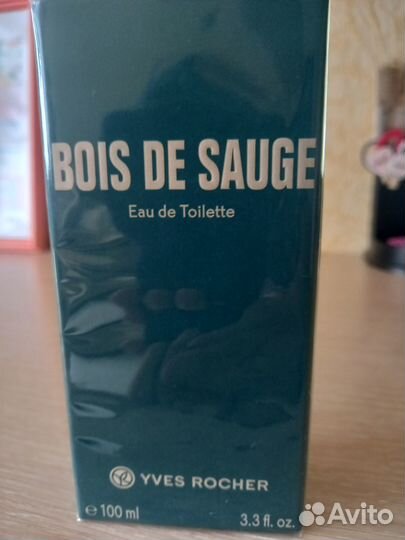 BOIS DE SAUGE
Eau de Toilette
YVES ROCHER
e 100 ml 3.3 fl. oz.
Avito